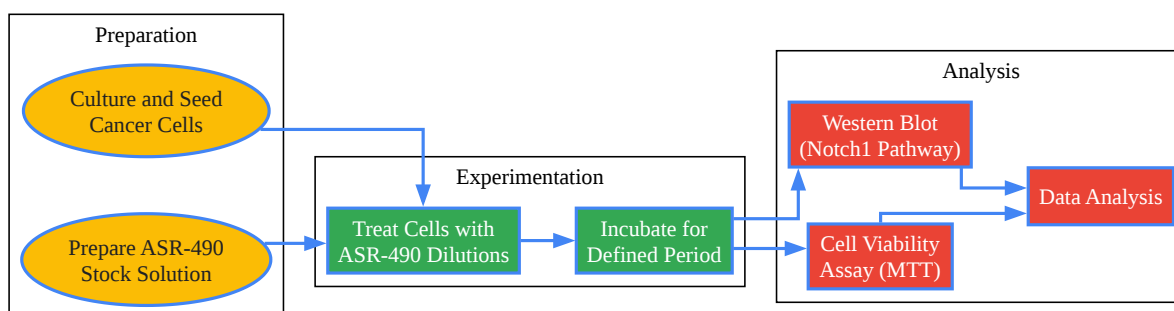 Preparation
Culture and Seed
Cancer Cells
Prepare ASR-490
Stock Solution
Experimentation
Treat Cells with
ASR-490 Dilutions
Incubate for
Defined Period
Analysis
Western Blot
(Notch1 Pathway)
Cell Viability
Assay (MTT)
Data Analysis